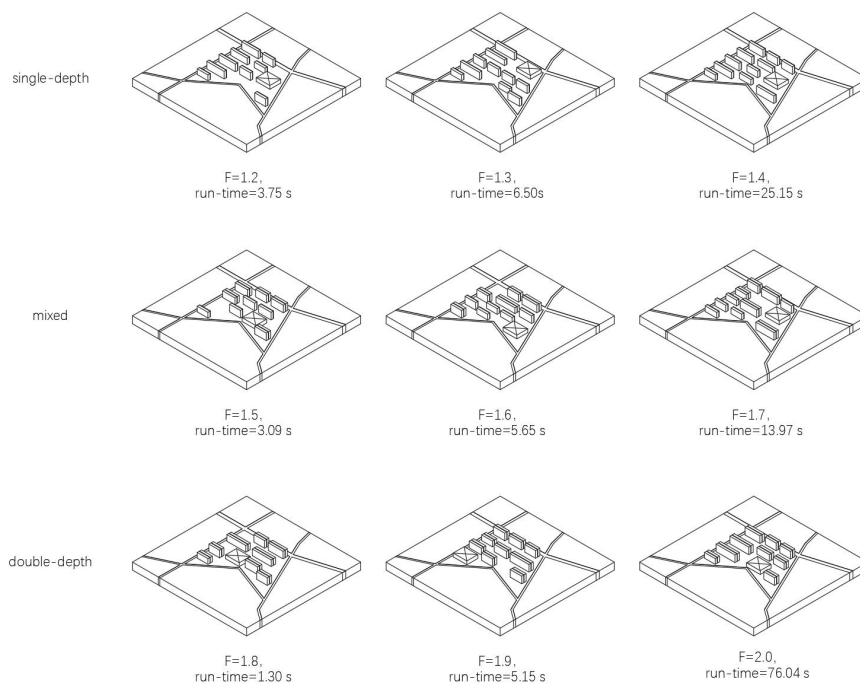 single-depth
F=1.2,
run-time=3.75 s
F=1.3,
run-time=6.50s
F=1.4,
run-time=25.15 s
mixed
F=1.5,
run-time=3.09 s
F=1.6,
run-time=5.65 s
F=1.7,
run-time=13.97 s
double-depth
F=1.8,
run-time=1.30 s
F=1.9,
run-time=5.15 s
F=2.0,
run-time=76.04 s